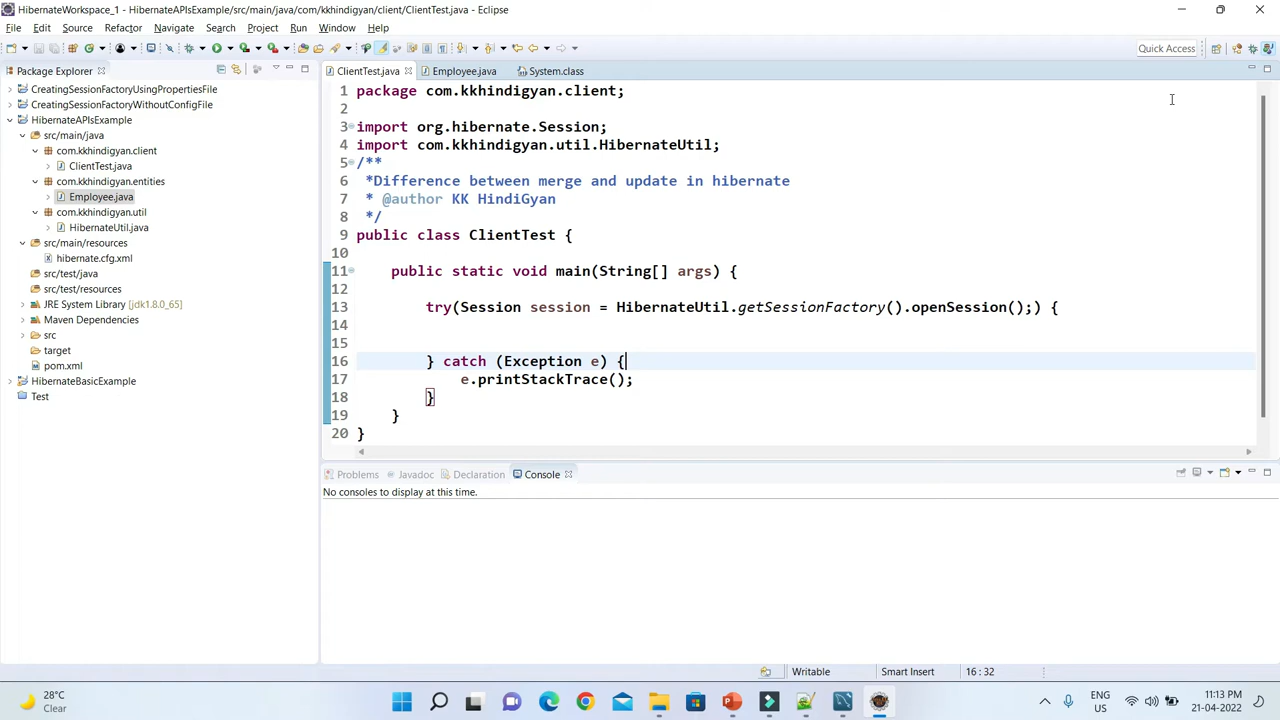 HibernateWorkspace_1 - HibernateAPIsExample/src/main/java/com/kkhindigyan/client/ClientTest.java - Eclipse
File Edit Source Refactor Navigate Search Project Run Window Help
Quick Access
Package Explorer
CreatingSessionFactoryUsingPropertiesFile
CreatingSessionFactoryWithoutConfigFile
HibernateAPIsExample
src/main/java
com.kkhindigyan.client
ClientTest.java
com.kkhindigyan.entities
Employee.java
com.kkhindigyan.util
HibernateUtil.java
src/main/resources
hibernate.cfg.xml
src/test/java
src/test/resources
JRE System Library [jdk1.8.0_65]
Maven Dependencies
src
target
pom.xml
HibernateBasicExample
Test
ClientTest.java Employee.java System.class
1 package com.kkhindigyan.client;
2
3 import org.hibernate.Session;
4 import com.kkhindigyan.util.HibernateUtil;
5 /**
6 *Difference between merge and update in hibernate
7 * @author KK HindiGyan
8 */
9 public class ClientTest {
10
11 public static void main(String[] args) {
12
13 try(Session session = HibernateUtil.getSessionFactory().openSession();) {
14
15
16 } catch (Exception e) {
17 e.printStackTrace();
18 }
19 }
20 }
Problems Javadoc Declaration Console
No consoles to display at this time.
Writable Smart Insert 16 : 32
28°C
Clear
ENG
US
11:13 PM
21-04-2022